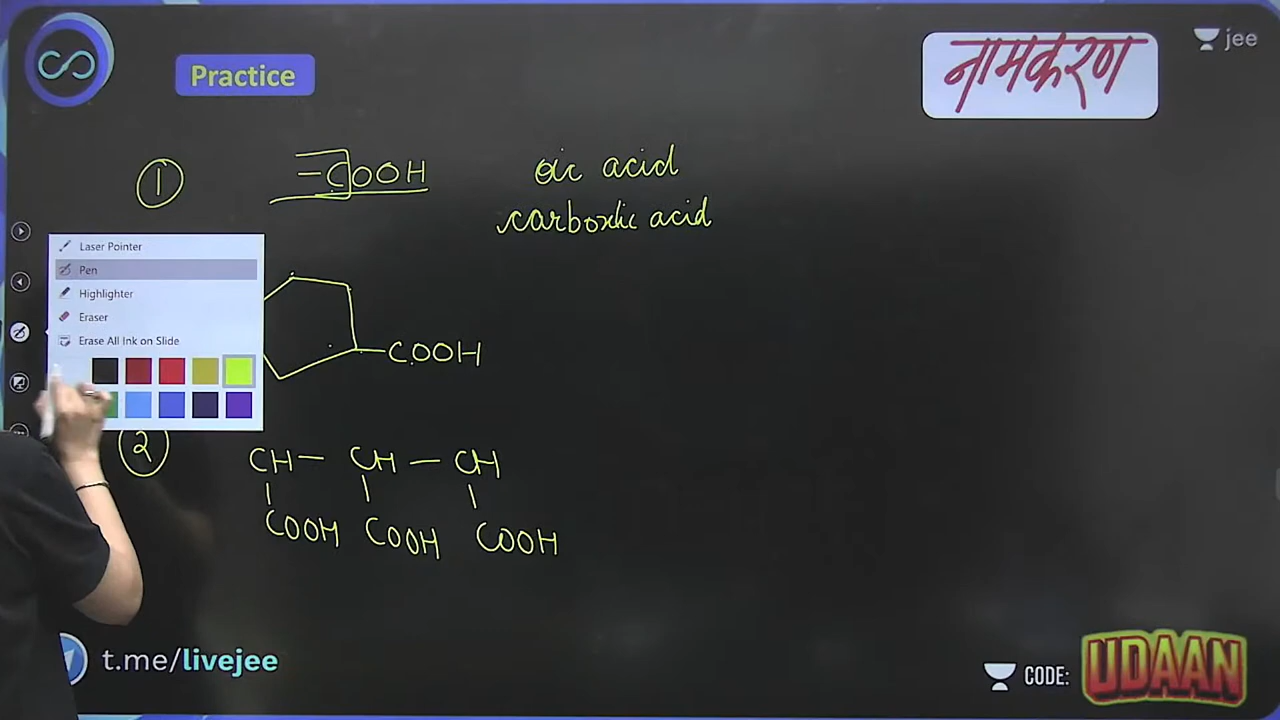 jee
Practice
नामकरण
1
-COOH
oic acid
carboxlic acid
Laser Pointer
Pen
Highlighter
Eraser
Erase All Ink on Slide
-COOH
2
CH - CH - CH
COOH COOH COOH
t.me/livejee
CODE: UDAAN